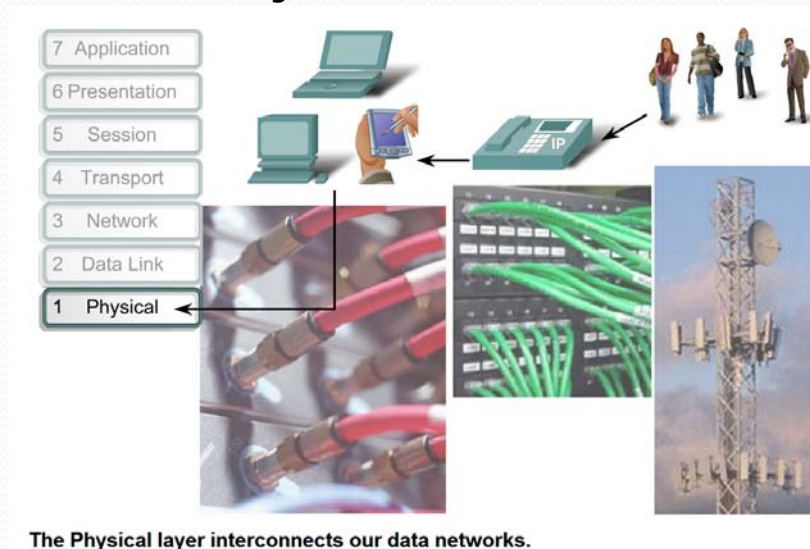 7 Application
6 Presentation
5 Session
4 Transport
3 Network
2 Data Link
1 Physical
IP
The Physical layer interconnects our data networks.